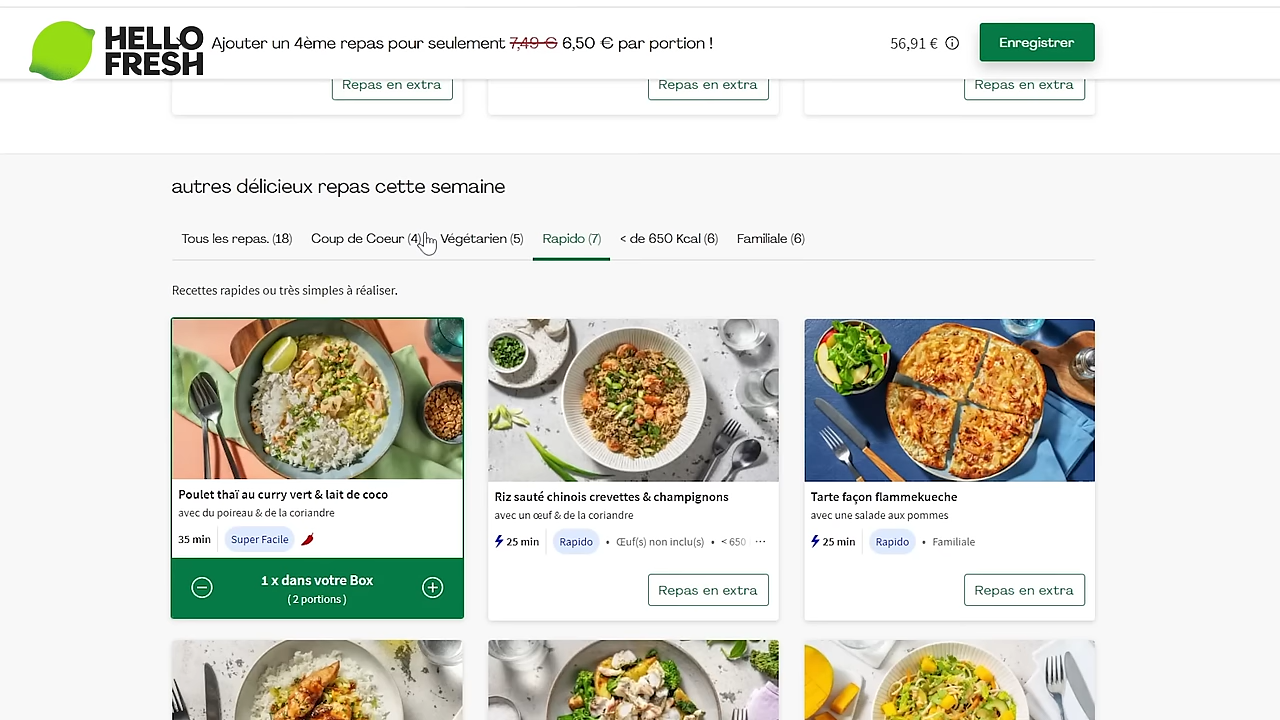 HELLO
FRESH
Ajouter un 4ème repas pour seulement 7,49 € 6,50 € par portion !
56,91 €
Enregistrer
Repas en extra
Repas en extra
Repas en extra
autres délicieux repas cette semaine
Tous les repas. (18)
Coup de Coeur (4)
Végétarien (5)
Rapido (7)
< de 650 Kcal (6)
Familiale (6)
Recettes rapides ou très simples à réaliser.
Poulet thaï au curry vert & lait de coco
avec du poireau & de la coriandre
35 min
Super Facile
1 x dans votre Box
( 2 portions )
Riz sauté chinois crevettes & champignons
avec un œuf & de la coriandre
25 min
Rapido
• Œuf(s) non inclu(s) • < 650 ...
Repas en extra
Tarte façon flammekueche
avec une salade aux pommes
25 min
Rapido
• Familiale
Repas en extra